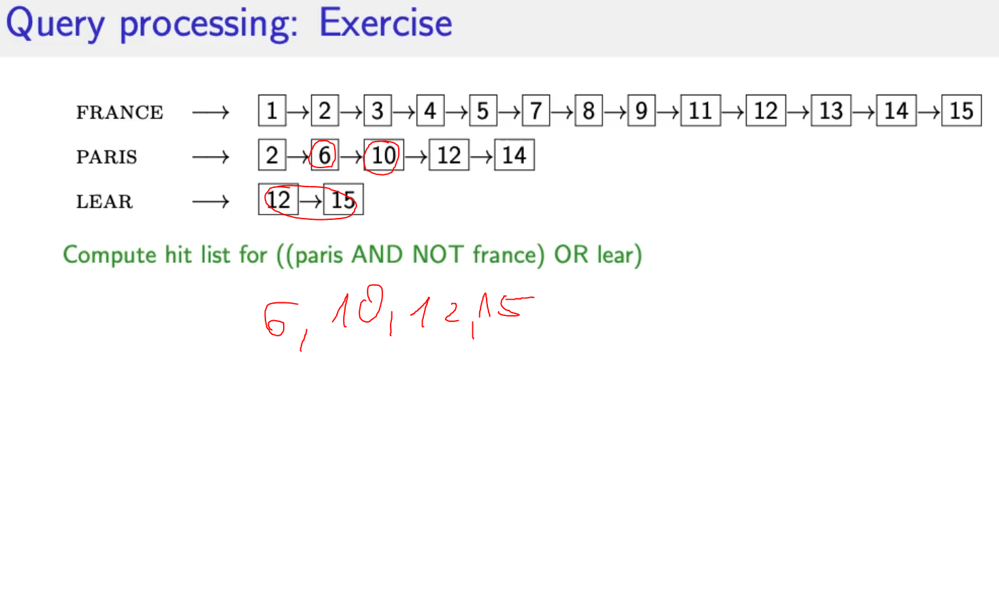 Query processing: Exercise
FRANCE ⟶ 1 → 2 → 3 → 4 → 5 → 7 → 8 → 9 → 11 → 12 → 13 → 14 → 15
PARIS ⟶ 2 → 6 → 10 → 12 → 14
LEAR ⟶ 12 → 15
Compute hit list for ((paris AND NOT france) OR lear)
6, 10, 12, 15